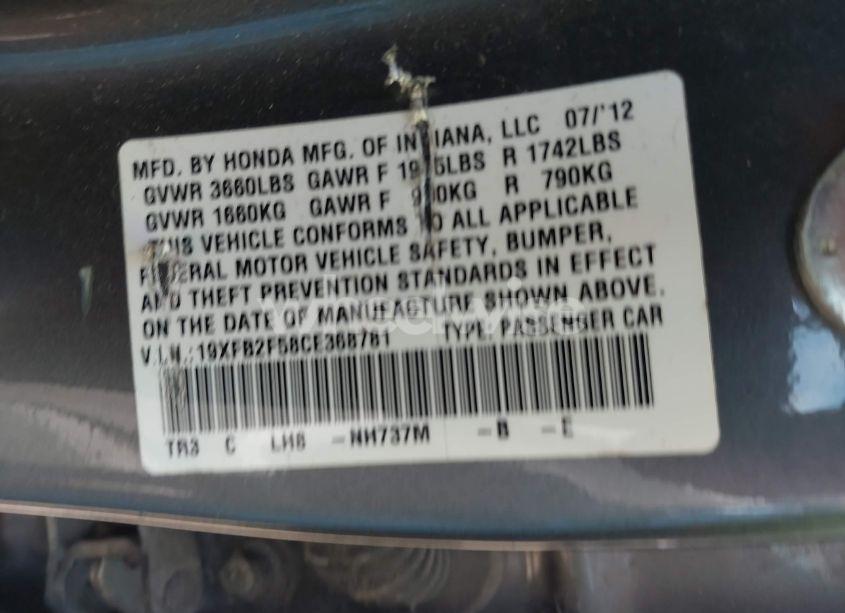 MFD. BY HONDA MFG. OF INDIANA, LLC 07/'12
GVWR 3660LBS GAWR F R 1742LBS
GVWR 1660KG GAWR F R 790KG
THIS VEHICLE CONFORMS TO ALL APPLICABLE
FEDERAL MOTOR VEHICLE SAFETY, BUMPER,
AND THEFT PREVENTION STANDARDS IN EFFECT
ON THE DATE OF MANUFACTURE SHOWN ABOVE.
V.I.N.:19XFB2F58CE368781 TYPE: PASSENGER CAR
TR3 C LH8 -NH737M -B -E